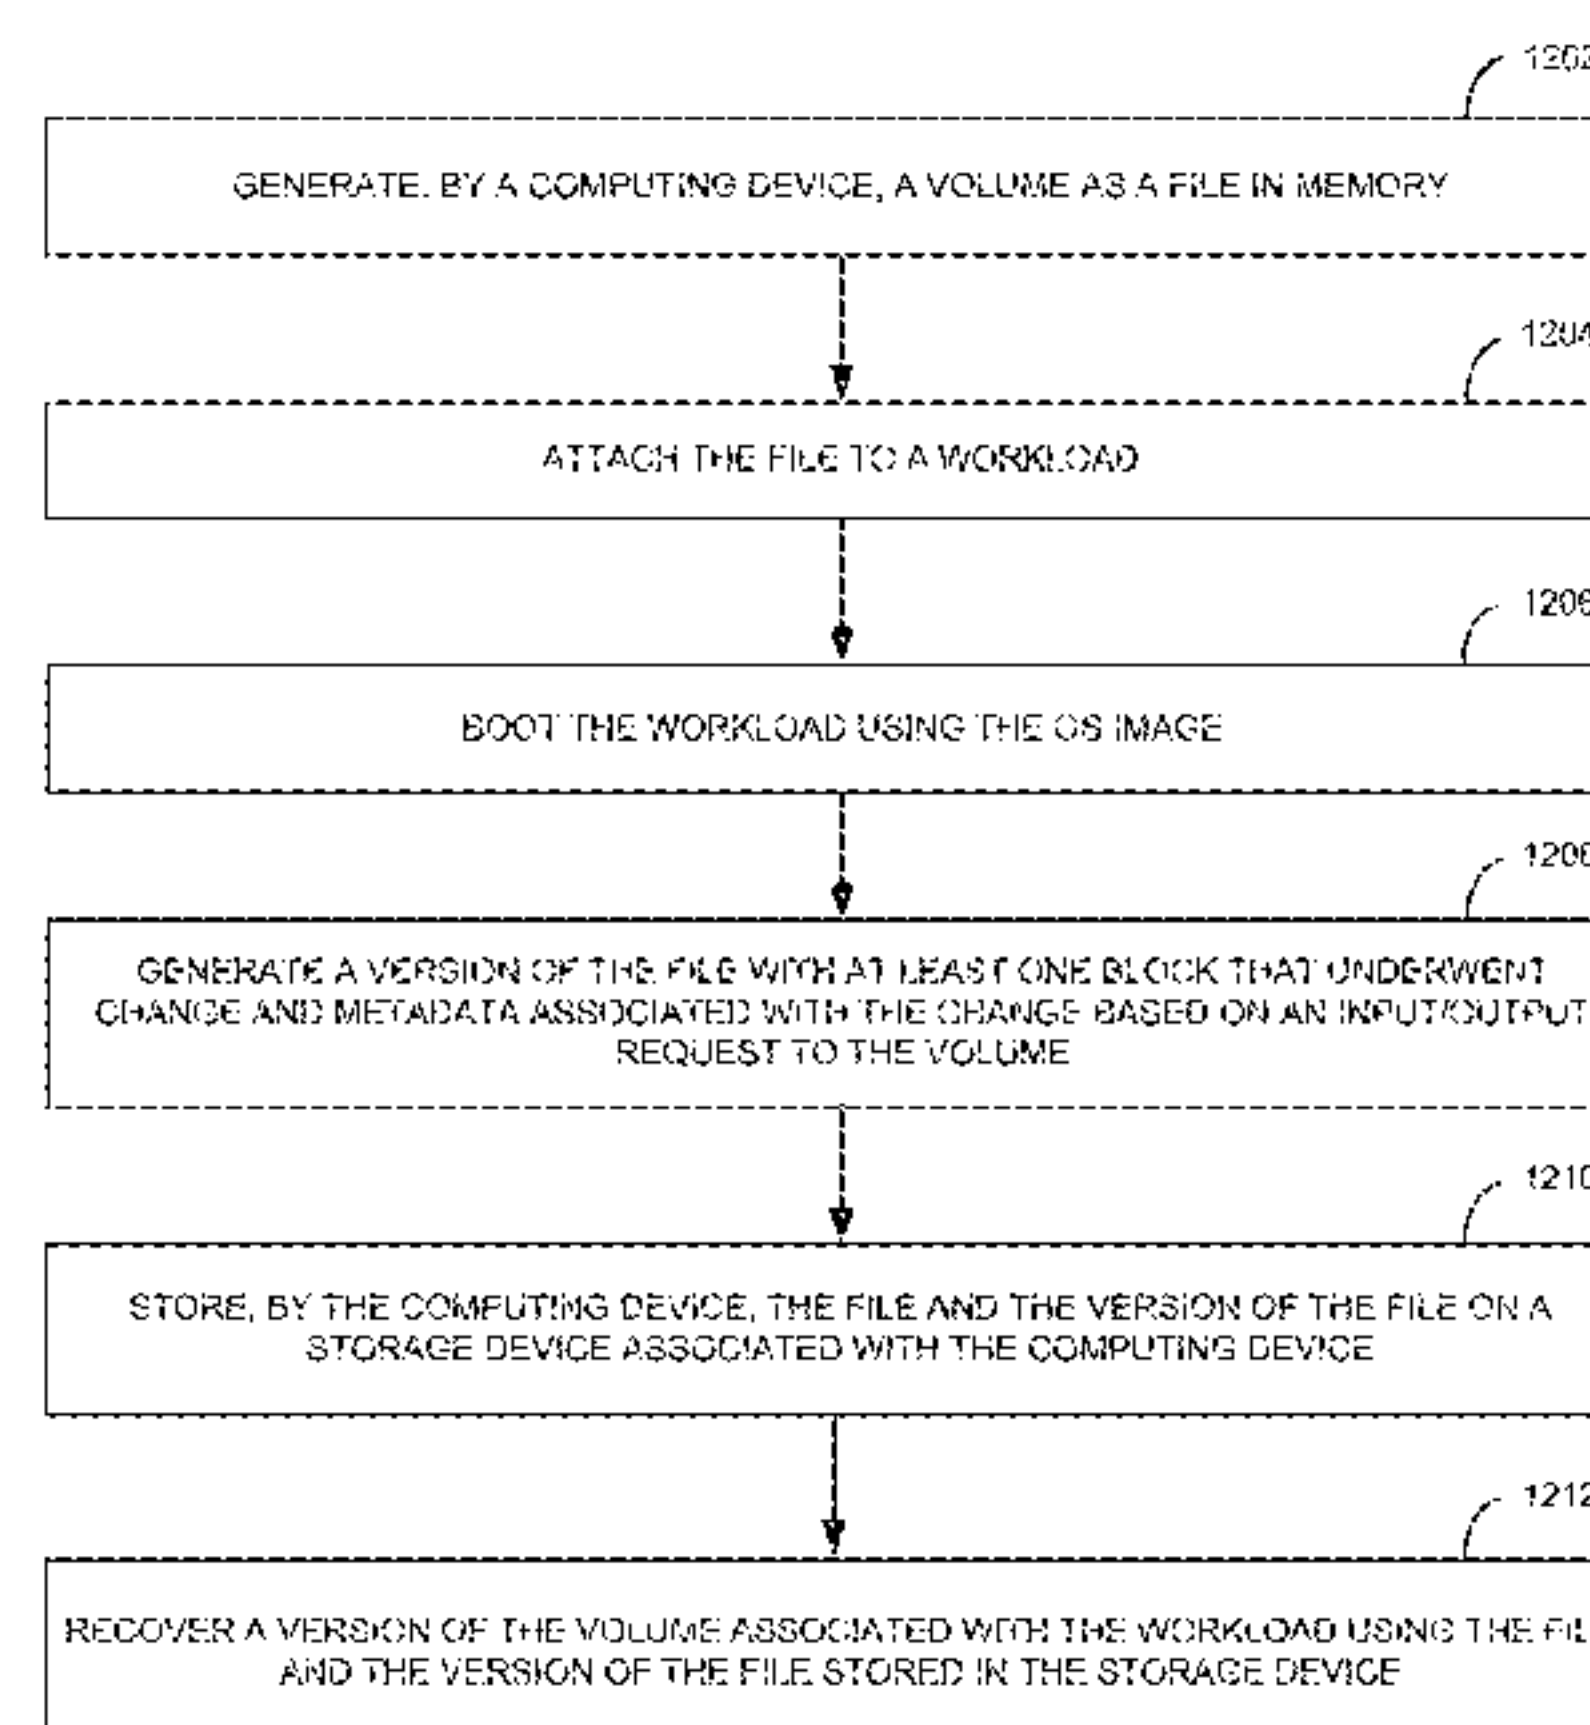 1202
GENERATE, BY A COMPUTING DEVICE, A VOLUME AS A FILE IN MEMORY
1204
ATTACH THE FILE TO A WORKLOAD
1206
BOOT THE WORKLOAD USING THE OS IMAGE
1208
GENERATE A VERSION OF THE FILE WITH AT LEAST ONE BLOCK THAT UNDERWENT
CHANGE AND METADATA ASSOCIATED WITH THE CHANGE BASED ON AN INPUT/OUTPUT
REQUEST TO THE VOLUME
1210
STORE, BY THE COMPUTING DEVICE, THE FILE AND THE VERSION OF THE FILE ON A
STORAGE DEVICE ASSOCIATED WITH THE COMPUTING DEVICE
1212
RECOVER A VERSION OF THE VOLUME ASSOCIATED WITH THE WORKLOAD USING THE FIL
AND THE VERSION OF THE FILE STORED IN THE STORAGE DEVICE